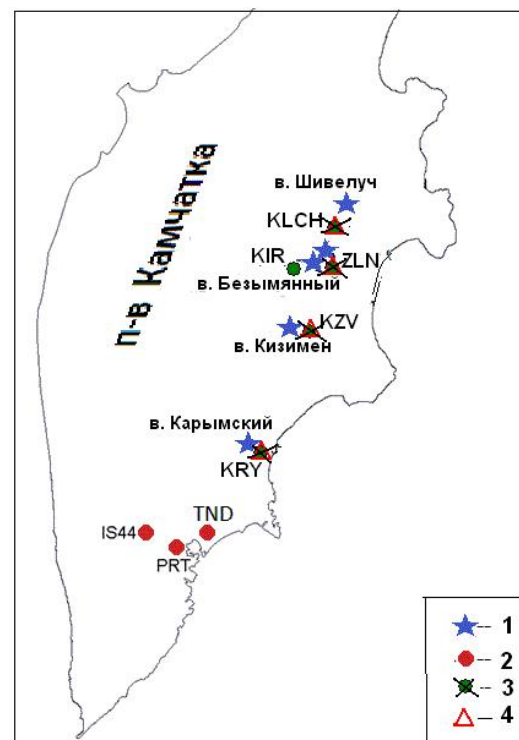 п-в Камчатка
в. Шивелуч
KLCH
KIR
ZLN
в. Безымянный
KZV
в. Кизимен
в. Карымский
KRY
TND
IS44
PRT
1
2
3
4